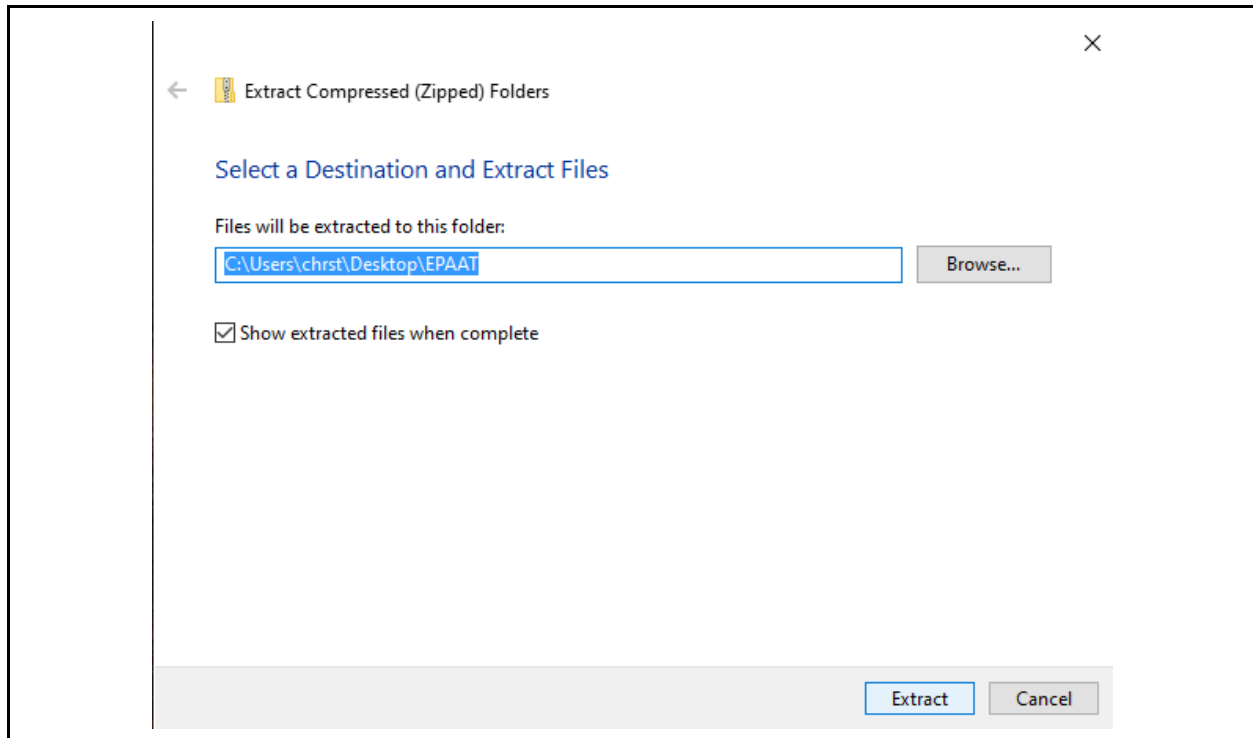 Extract Compressed (Zipped) Folders
Select a Destination and Extract Files
Files will be extracted to this folder:
C:\Users\chrst\Desktop\EPAAT
Browse...
Show extracted files when complete
Extract
Cancel